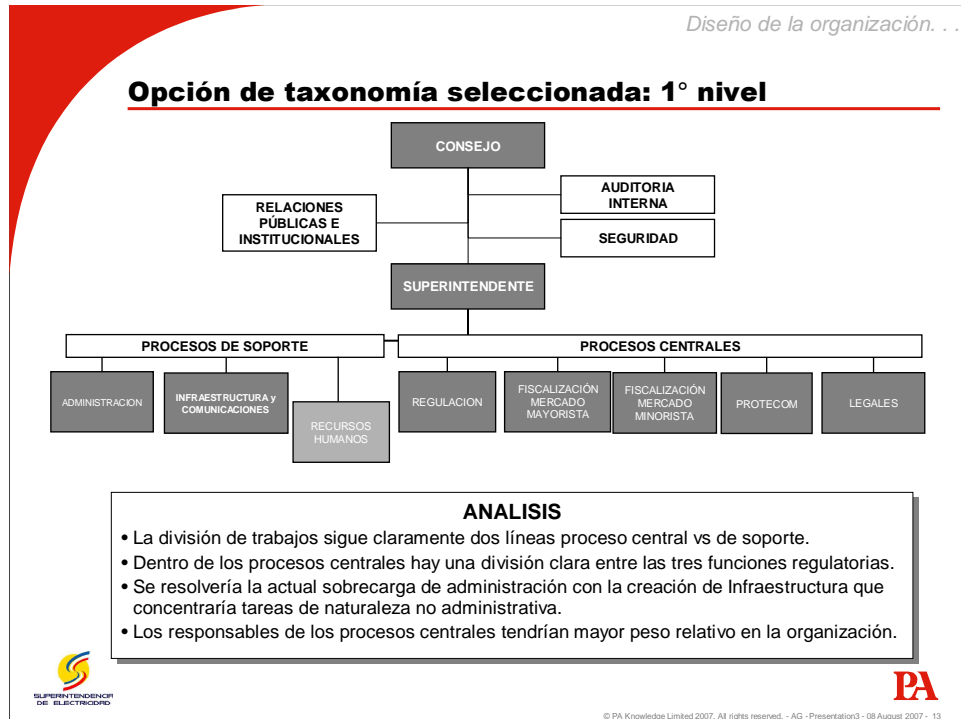 Diseño de la organización. . .
Opción de taxonomía seleccionada: 1° nivel
CONSEJO
RELACIONES
PÚBLICAS E
INSTITUCIONALES
AUDITORIA
INTERNA
SEGURIDAD
SUPERINTENDENTE
PROCESOS DE SOPORTE
PROCESOS CENTRALES
ADMINISTRACION
INFRAESTRUCTURA y
COMUNICACIONES
RECURSOS
HUMANOS
REGULACION
FISCALIZACIÓN
MERCADO
MAYORISTA
FISCALIZACIÓN
MERCADO
MINORISTA
PROTECOM
LEGALES
ANALISIS
• La división de trabajos sigue claramente dos líneas proceso central vs de soporte.
• Dentro de los procesos centrales hay una división clara entre las tres funciones regulatorias.
• Se resolvería la actual sobrecarga de administración con la creación de Infraestructura que
concentraría tareas de naturaleza no administrativa.
• Los responsables de los procesos centrales tendrían mayor peso relativo en la organización.
SUPERINTENDENCIA
DE ELECTRICIDAD
PA
© PA Knowledge Limited 2007. All rights reserved. - AG -Presentation3 - 08 August 2007 - 13